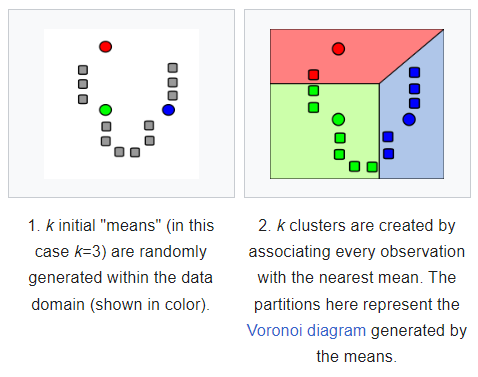 1. k initial "means" (in this
case k=3) are randomly
generated within the data
domain (shown in color).
2. k clusters are created by
associating every observation
with the nearest mean. The
partitions here represent the
Voronoi diagram generated by
the means.